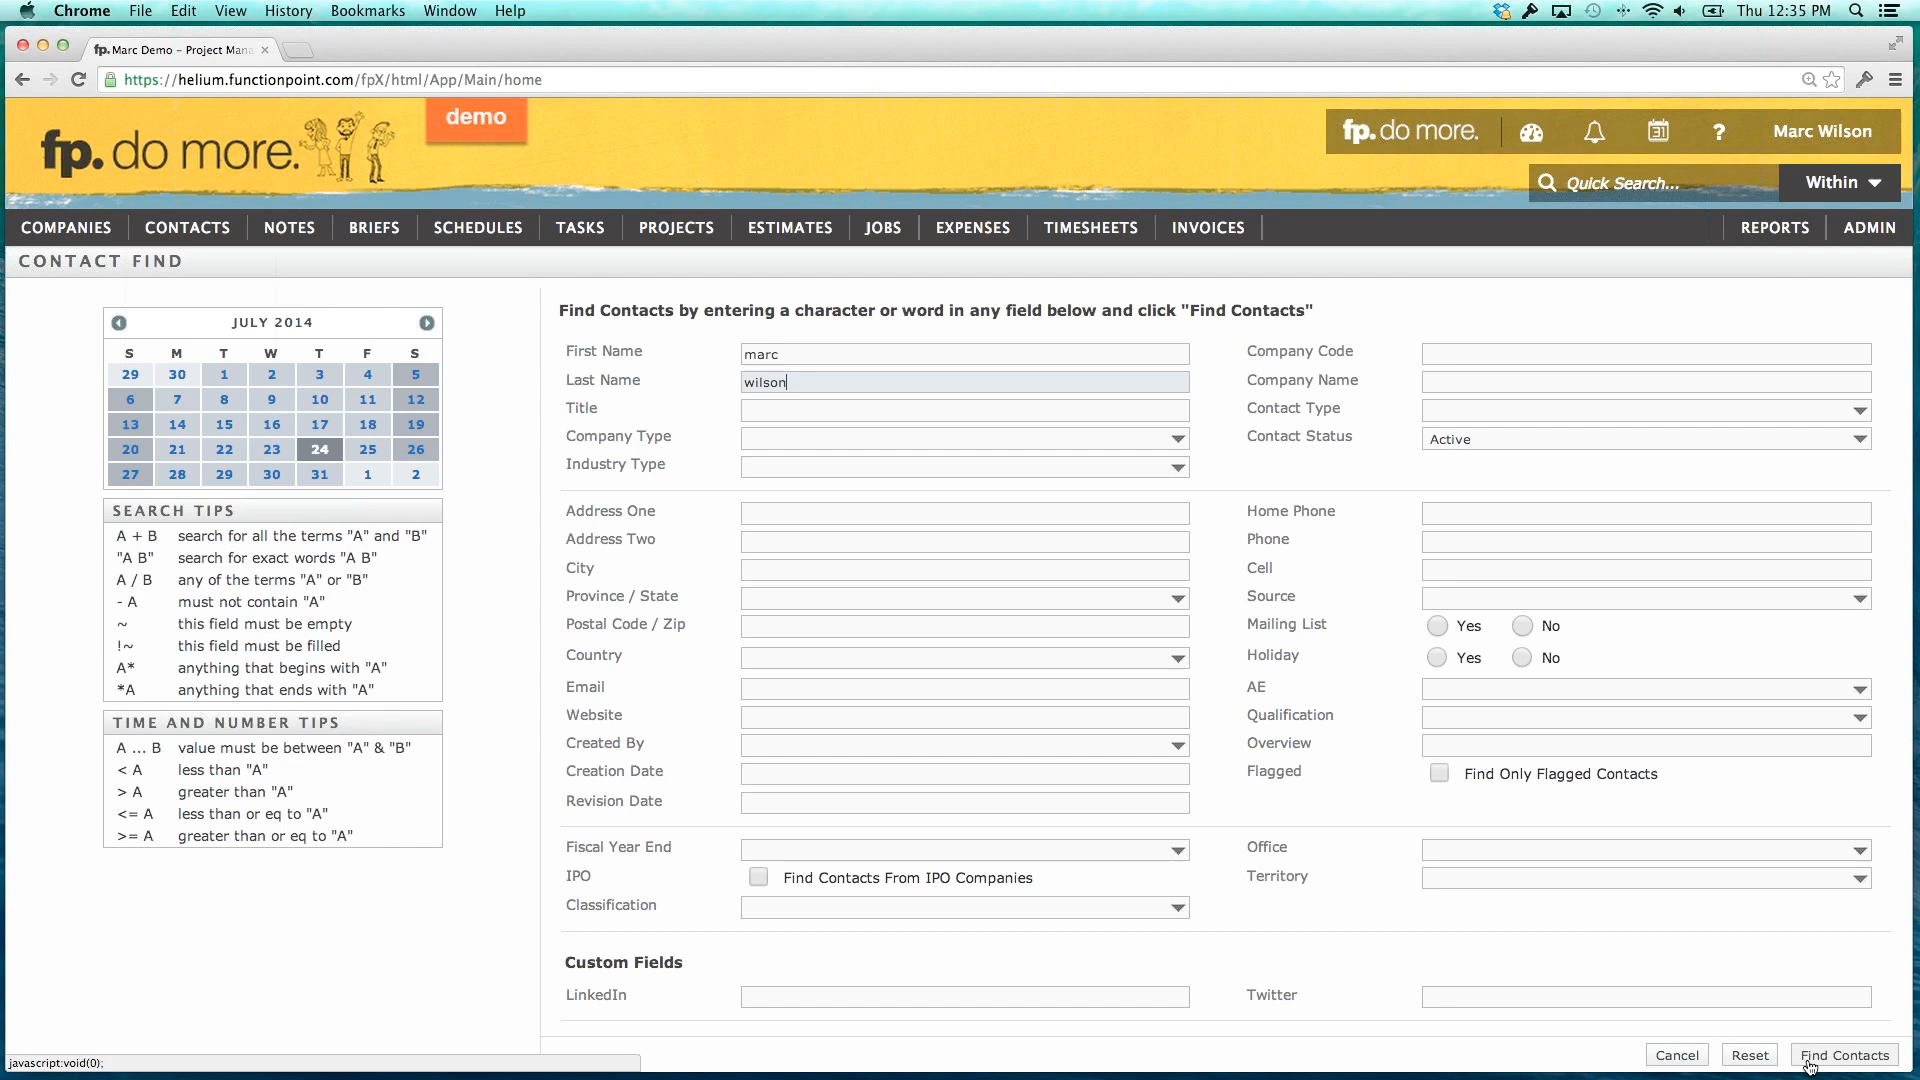 Chrome File Edit View History Bookmarks Window Help Thu 12:35 PM
fp. Marc Demo – Project Mana
https://helium.functionpoint.com/fpX/html/App/Main/home
fp. do more.
demo
fp. do more. 31 ? Marc Wilson
Quick Search... Within
COMPANIES CONTACTS NOTES BRIEFS SCHEDULES TASKS PROJECTS ESTIMATES JOBS EXPENSES TIMESHEETS INVOICES REPORTS ADMIN
CONTACT FIND
JULY 2014
S M T W T F S
29 30 1 2 3 4 5
6 7 8 9 10 11 12
13 14 15 16 17 18 19
20 21 22 23 24 25 26
27 28 29 30 31 1 2
SEARCH TIPS
A + B search for all the terms "A" and "B"
"A B" search for exact words "A B"
A / B any of the terms "A" or "B"
- A must not contain "A"
~ this field must be empty
!~ this field must be filled
A* anything that begins with "A"
*A anything that ends with "A"
TIME AND NUMBER TIPS
A ... B value must be between "A" & "B"
< A less than "A"
> A greater than "A"
<= A less than or eq to "A"
>= A greater than or eq to "A"
Find Contacts by entering a character or word in any field below and click "Find Contacts"
First Name marc Company Code
Last Name wilson Company Name
Title Contact Type
Company Type Contact Status Active
Industry Type
Address One Home Phone
Address Two Phone
City Cell
Province / State Source
Postal Code / Zip Mailing List Yes No
Country Holiday Yes No
Email AE
Website Qualification
Created By Overview
Creation Date Flagged Find Only Flagged Contacts
Revision Date
Fiscal Year End Office
IPO Find Contacts From IPO Companies Territory
Classification
Custom Fields
LinkedIn Twitter
Cancel Reset Find Contacts
javascript:void(0);